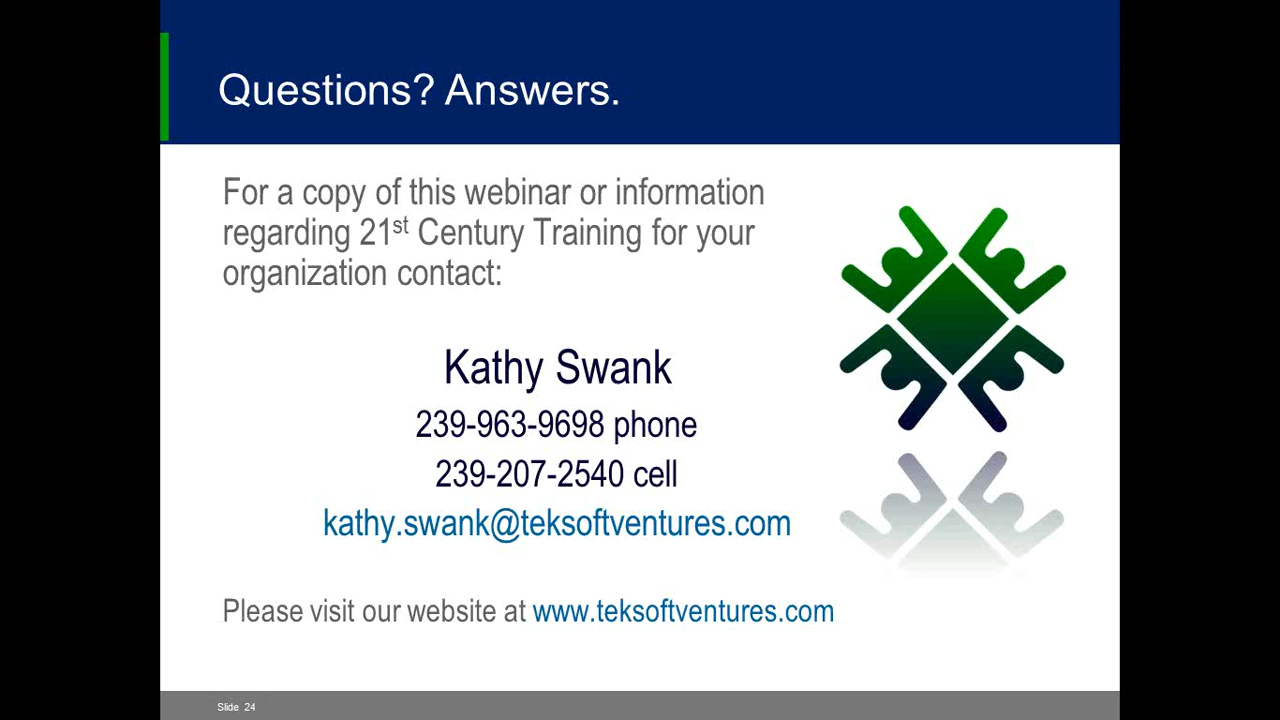 Questions? Answers.
For a copy of this webinar or information
regarding 21st Century Training for your
organization contact:
Kathy Swank
239-963-9698 phone
239-207-2540 cell
kathy.swank@teksoftventures.com
Please visit our website at www.teksoftventures.com
Slide 24